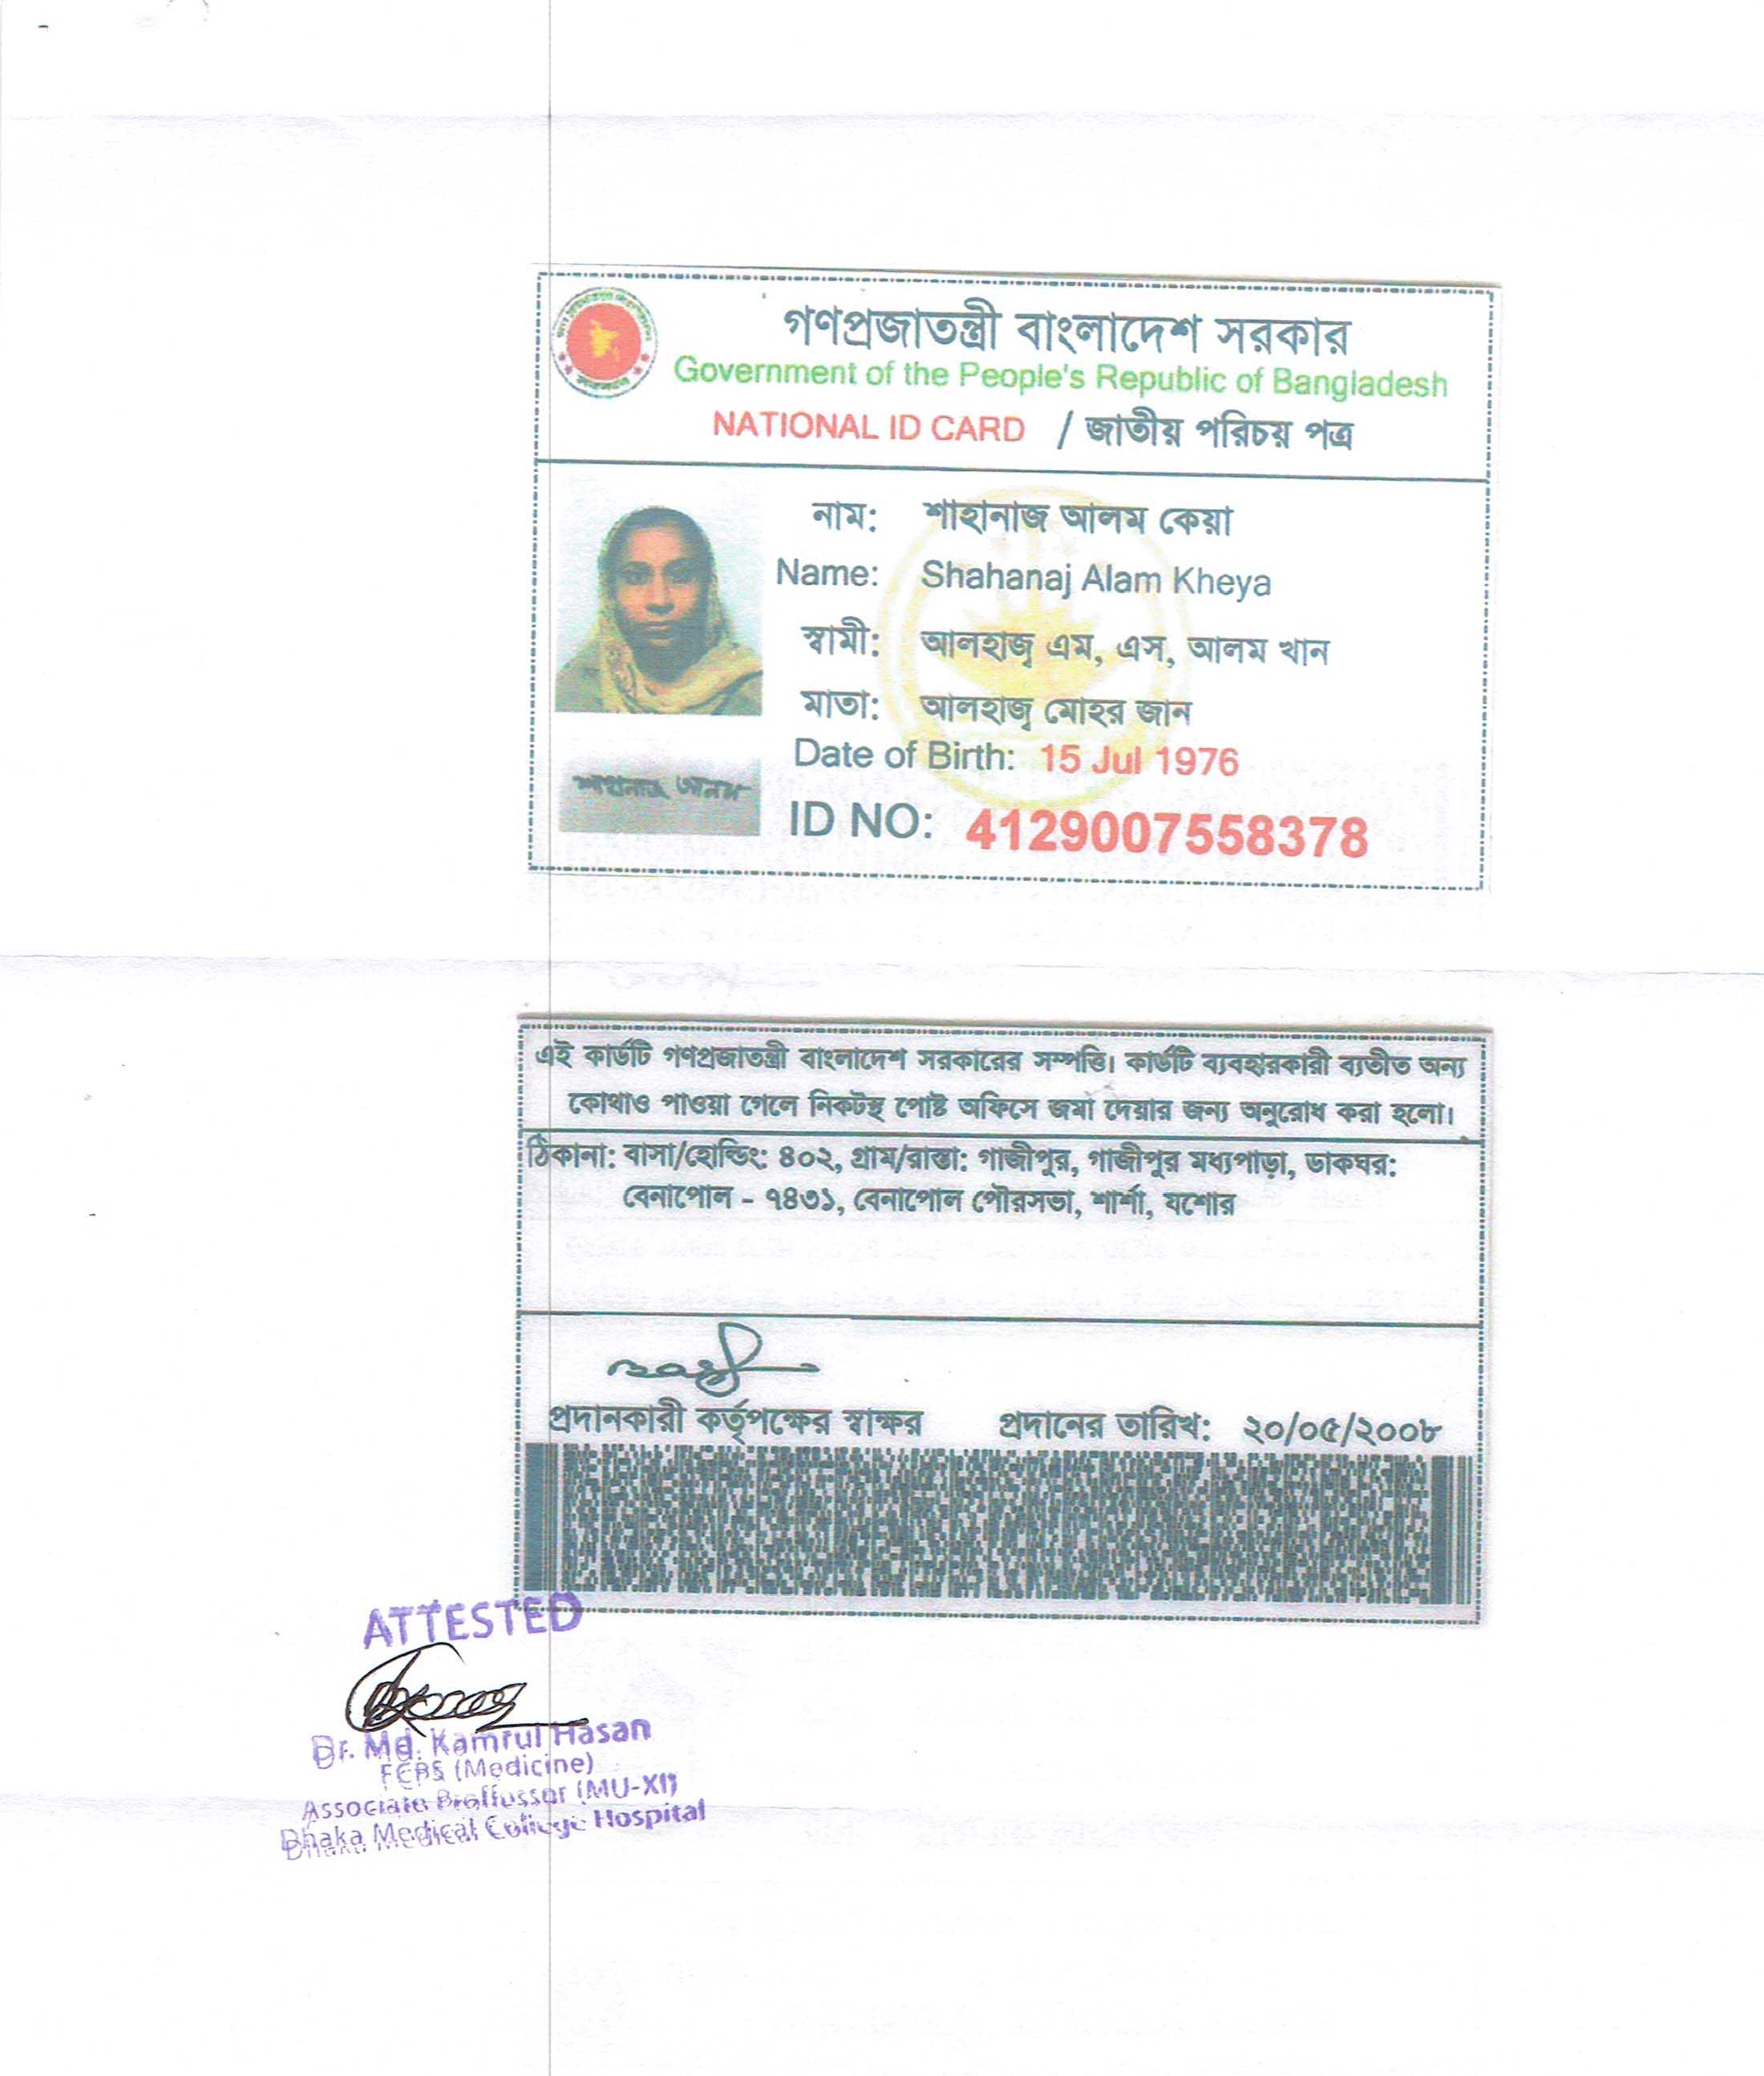 গণপ্রজাতন্ত্রী বাংলাদেশ সরকার
Government of the People's Republic of Bangladesh
NATIONAL ID CARD / জাতীয় পরিচয় পত্র
নাম: শাহানাজ আলম কেয়া
Name: Shahanaj Alam Kheya
স্বামী: আলহাজ্ব এম, এস, আলম খান
মাতা: আলহাজ্ব মোহর জান
Date of Birth: 15 Jul 1976
শাহানাজ আলম
ID NO: 4129007558378
এই কার্ডটি গণপ্রজাতন্ত্রী বাংলাদেশ সরকারের সম্পত্তি। কার্ডটি ব্যবহারকারী ব্যতীত অন্য
কোথাও পাওয়া গেলে নিকটস্থ পোষ্ট অফিসে জমা দেয়ার জন্য অনুরোধ করা হলো।
ঠিকানা: বাসা/হোল্ডিং: ৪০২, গ্রাম/রাস্তা: গাজীপুর, গাজীপুর মধ্যপাড়া, ডাকঘর:
বেনাপোল - ৭৪৩১, বেনাপোল পৌরসভা, শার্শা, যশোর
প্রদানকারী কর্তৃপক্ষের স্বাক্ষর প্রদানের তারিখ: ২০/০৫/২০০৮
ATTESTED
Dr. Md. Kamrul Hasan
FCPS (Medicine)
Associate Proffussor (MU-XI)
Dhaka Medical College Hospital